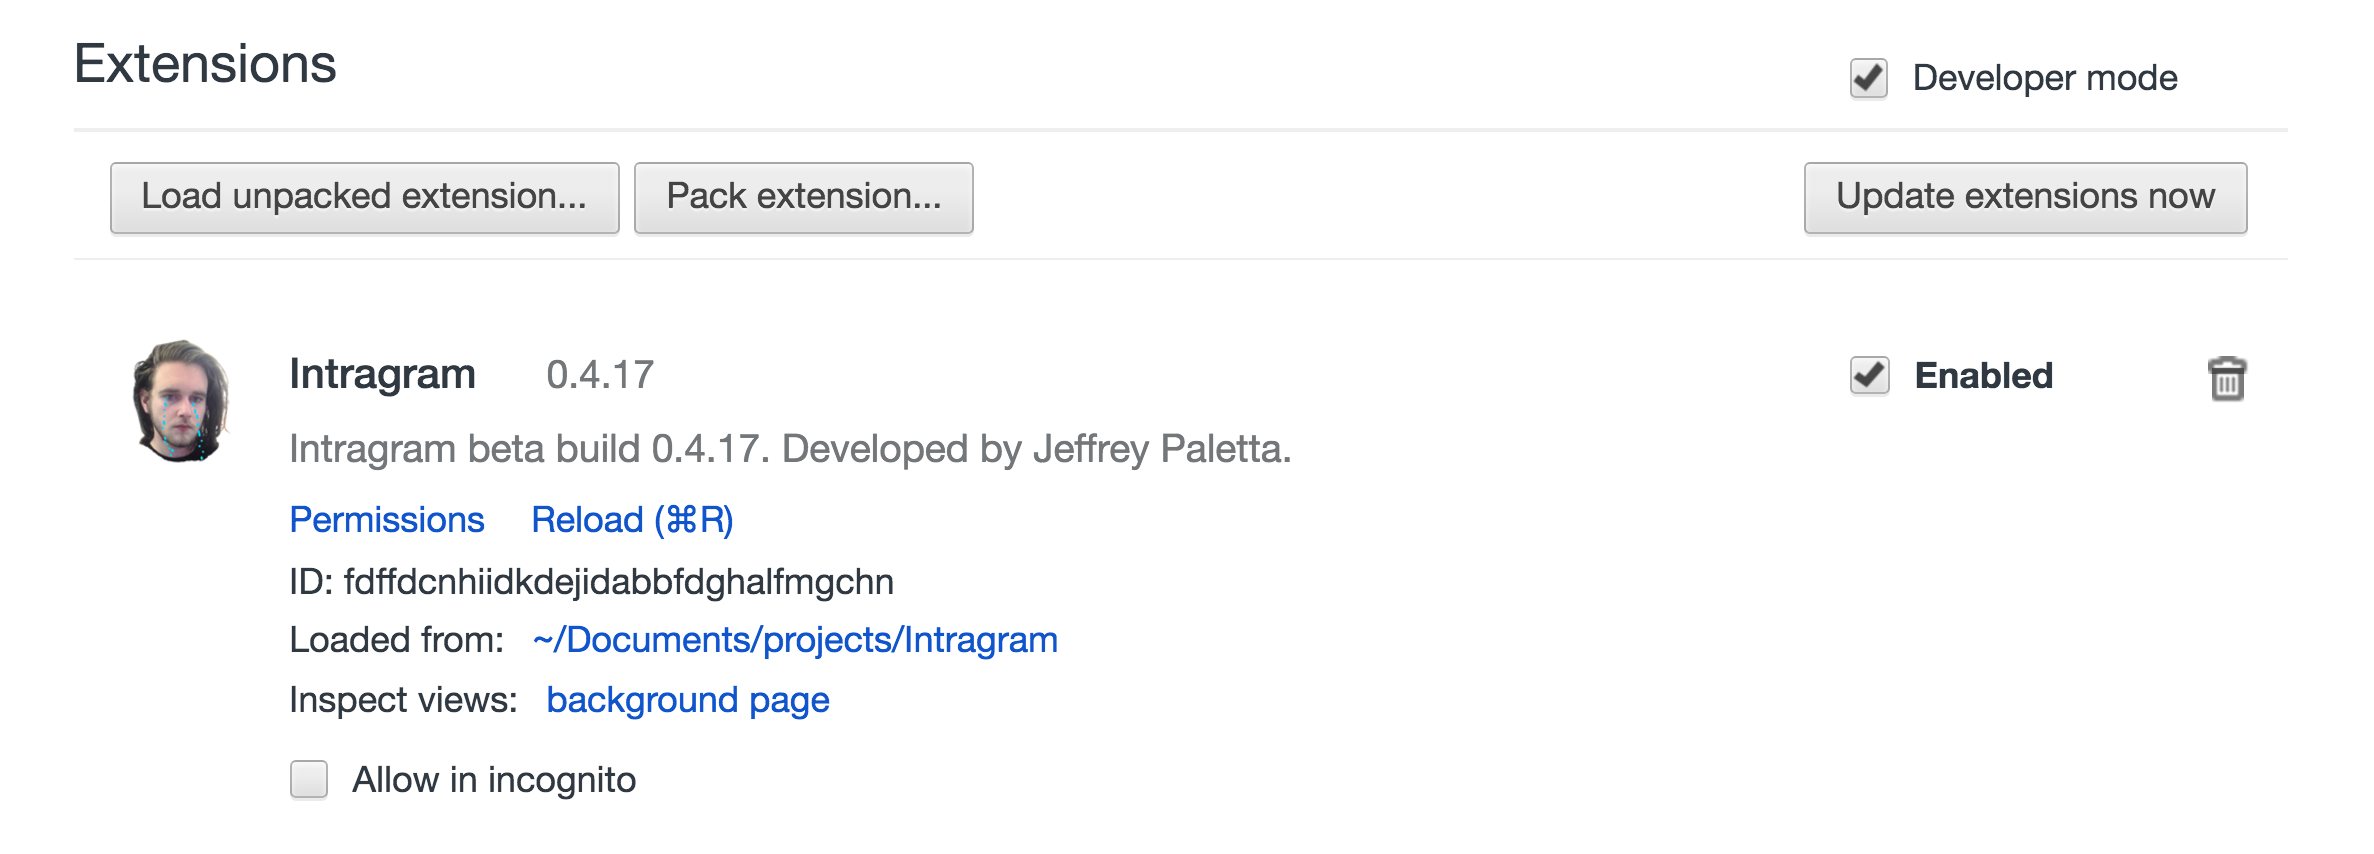 Extensions
Developer mode
Load unpacked extension...
Pack extension...
Update extensions now
Intragram 0.4.17
Enabled
Intragram beta build 0.4.17. Developed by Jeffrey Paletta.
Permissions Reload (⌘R)
ID: fdffdcnhiidkdejidabbfdghalfmgchn
Loaded from: ~/Documents/projects/Intragram
Inspect views: background page
Allow in incognito